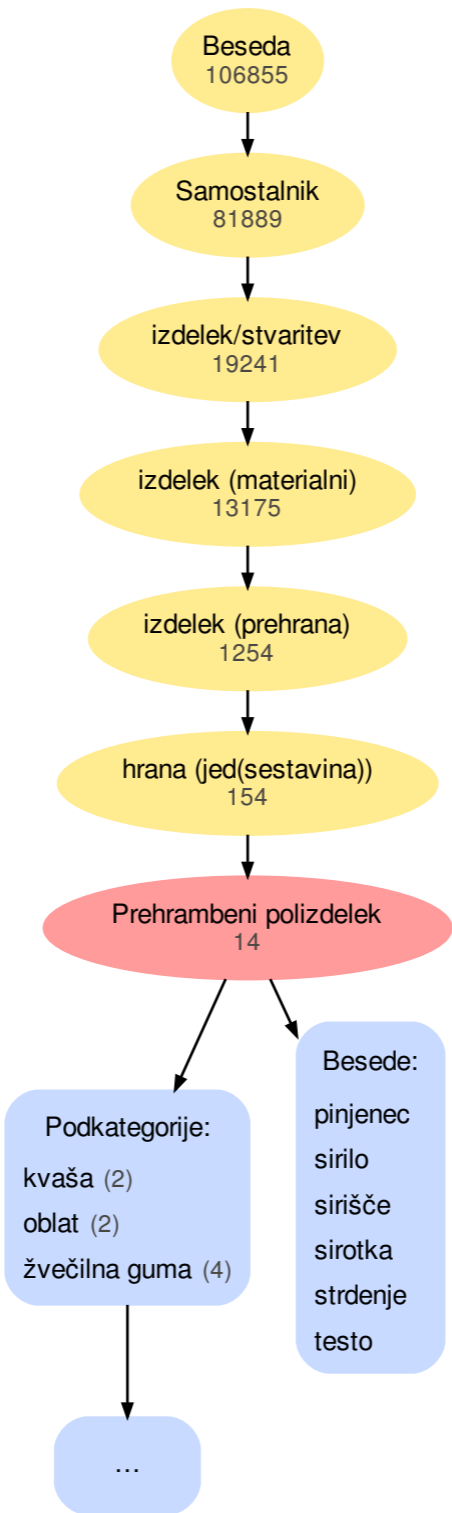 Beseda
106855
Samostalnik
81889
izdelek/stvaritev
19241
izdelek (materialni)
13175
izdelek (prehrana)
1254
hrana (jed(sestavina))
154
Prehrambeni polizdelek
14
Podkategorije:
kvaša (2)
oblat (2)
žvečilna guma (4)
...
Besede:
pinjenec
sirilo
sirišče
sirotka
strdenje
testo